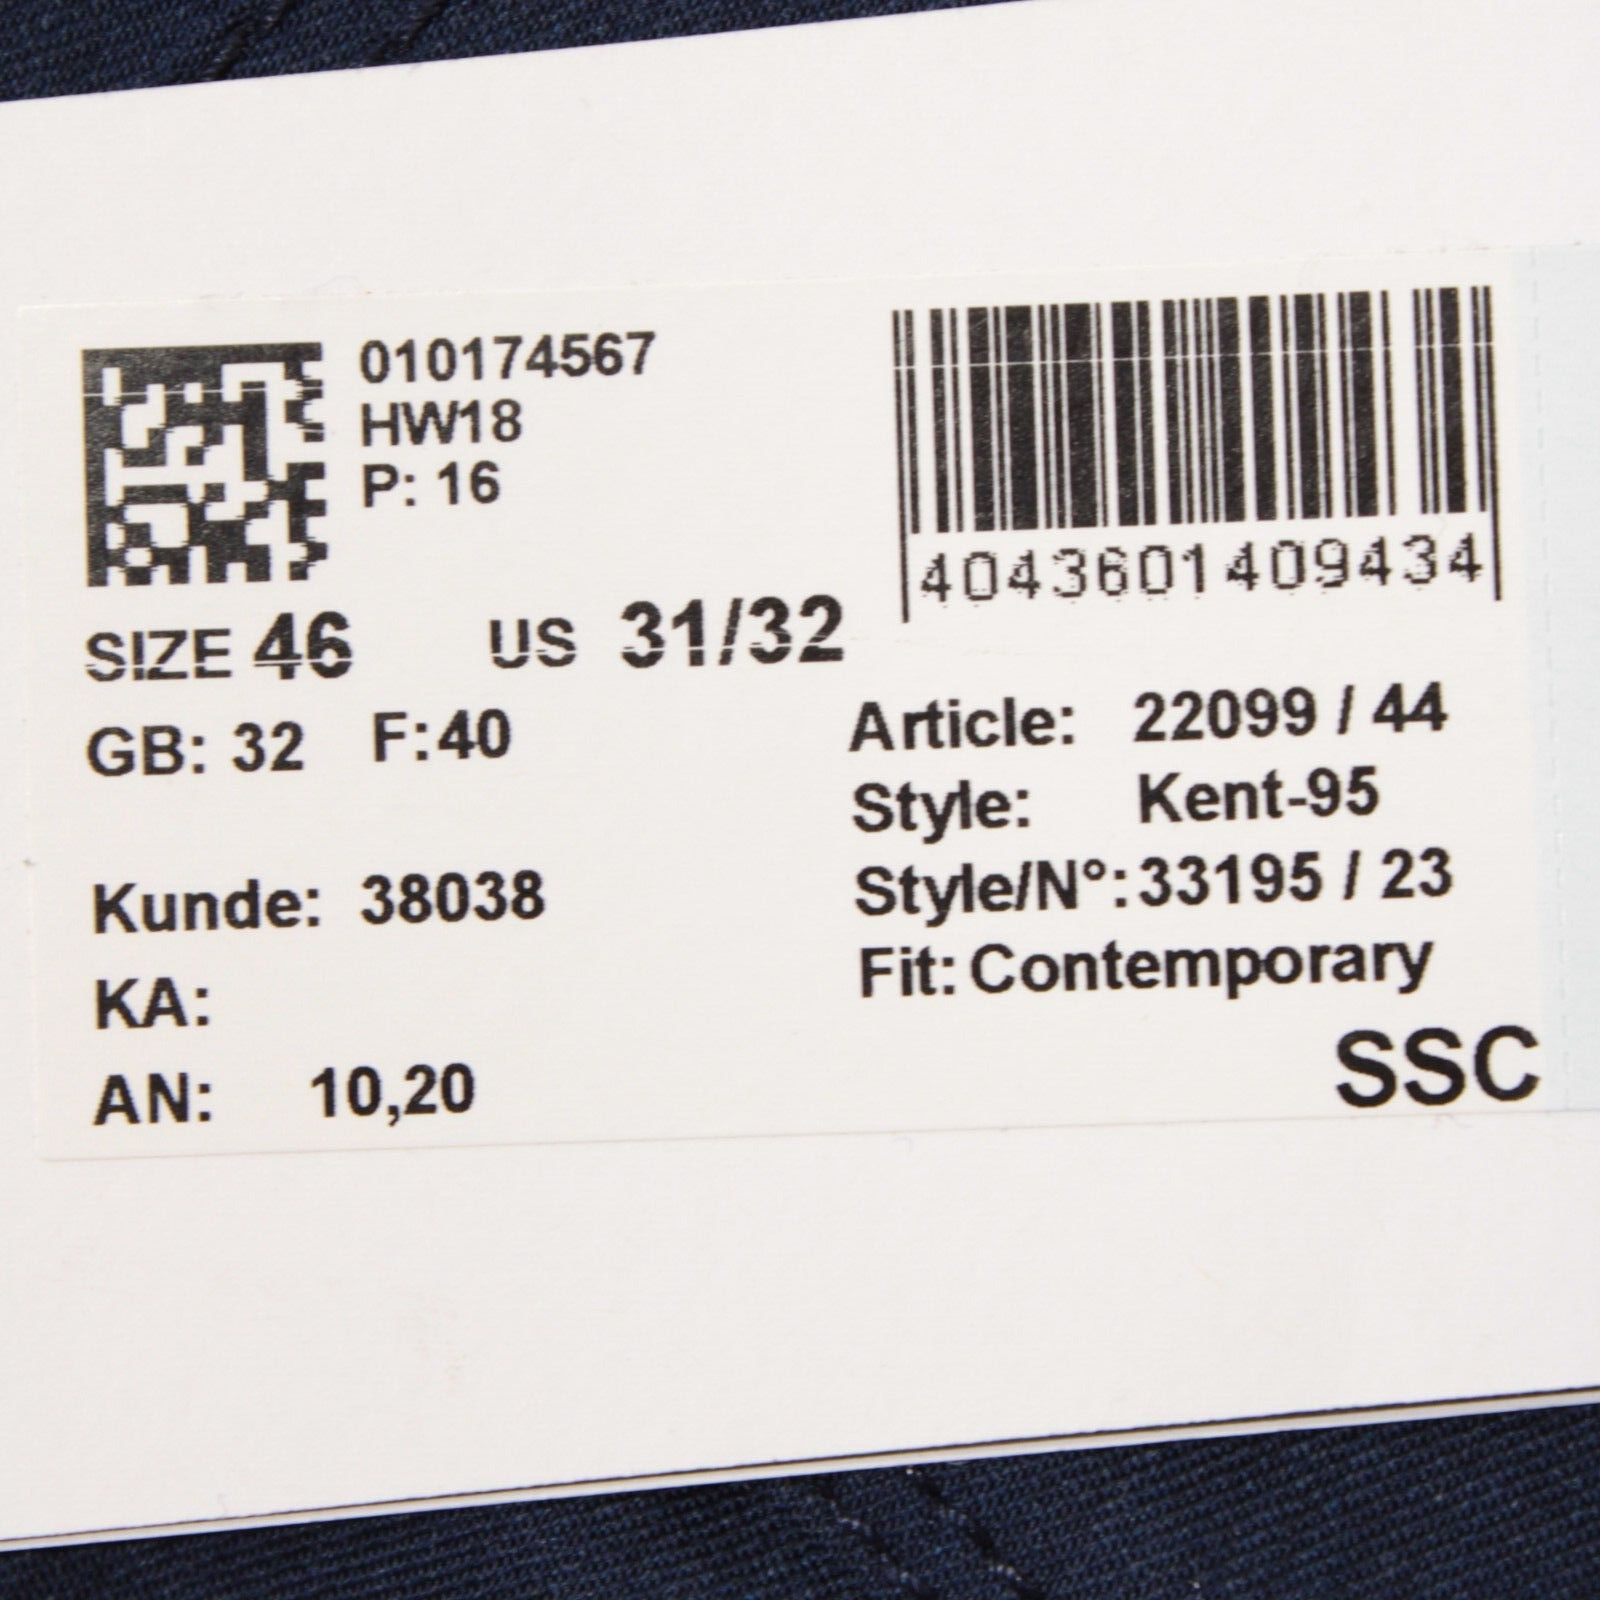 010174567
HW18
P: 16
4043601409434
SIZE 46 US 31/32
GB: 32 F:40
Article: 22099 / 44
Style: Kent-95
Kunde: 38038
Style/N°:33195 / 23
KA:
Fit: Contemporary
AN: 10,20
SSC